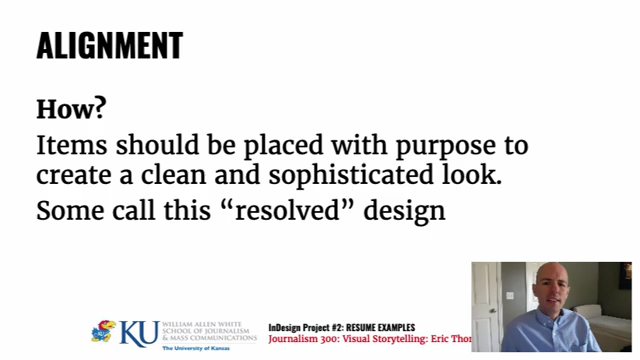 ALIGNMENT
How?
Items should be placed with purpose to
create a clean and sophisticated look.
Some call this “resolved” design
KU
WILLIAM ALLEN WHITE
SCHOOL OF JOURNALISM
& MASS COMMUNICATIONS
The University of Kansas
InDesign Project #2: RESUME EXAMPLES
Journalism 300: Visual Storytelling: Eric Thor